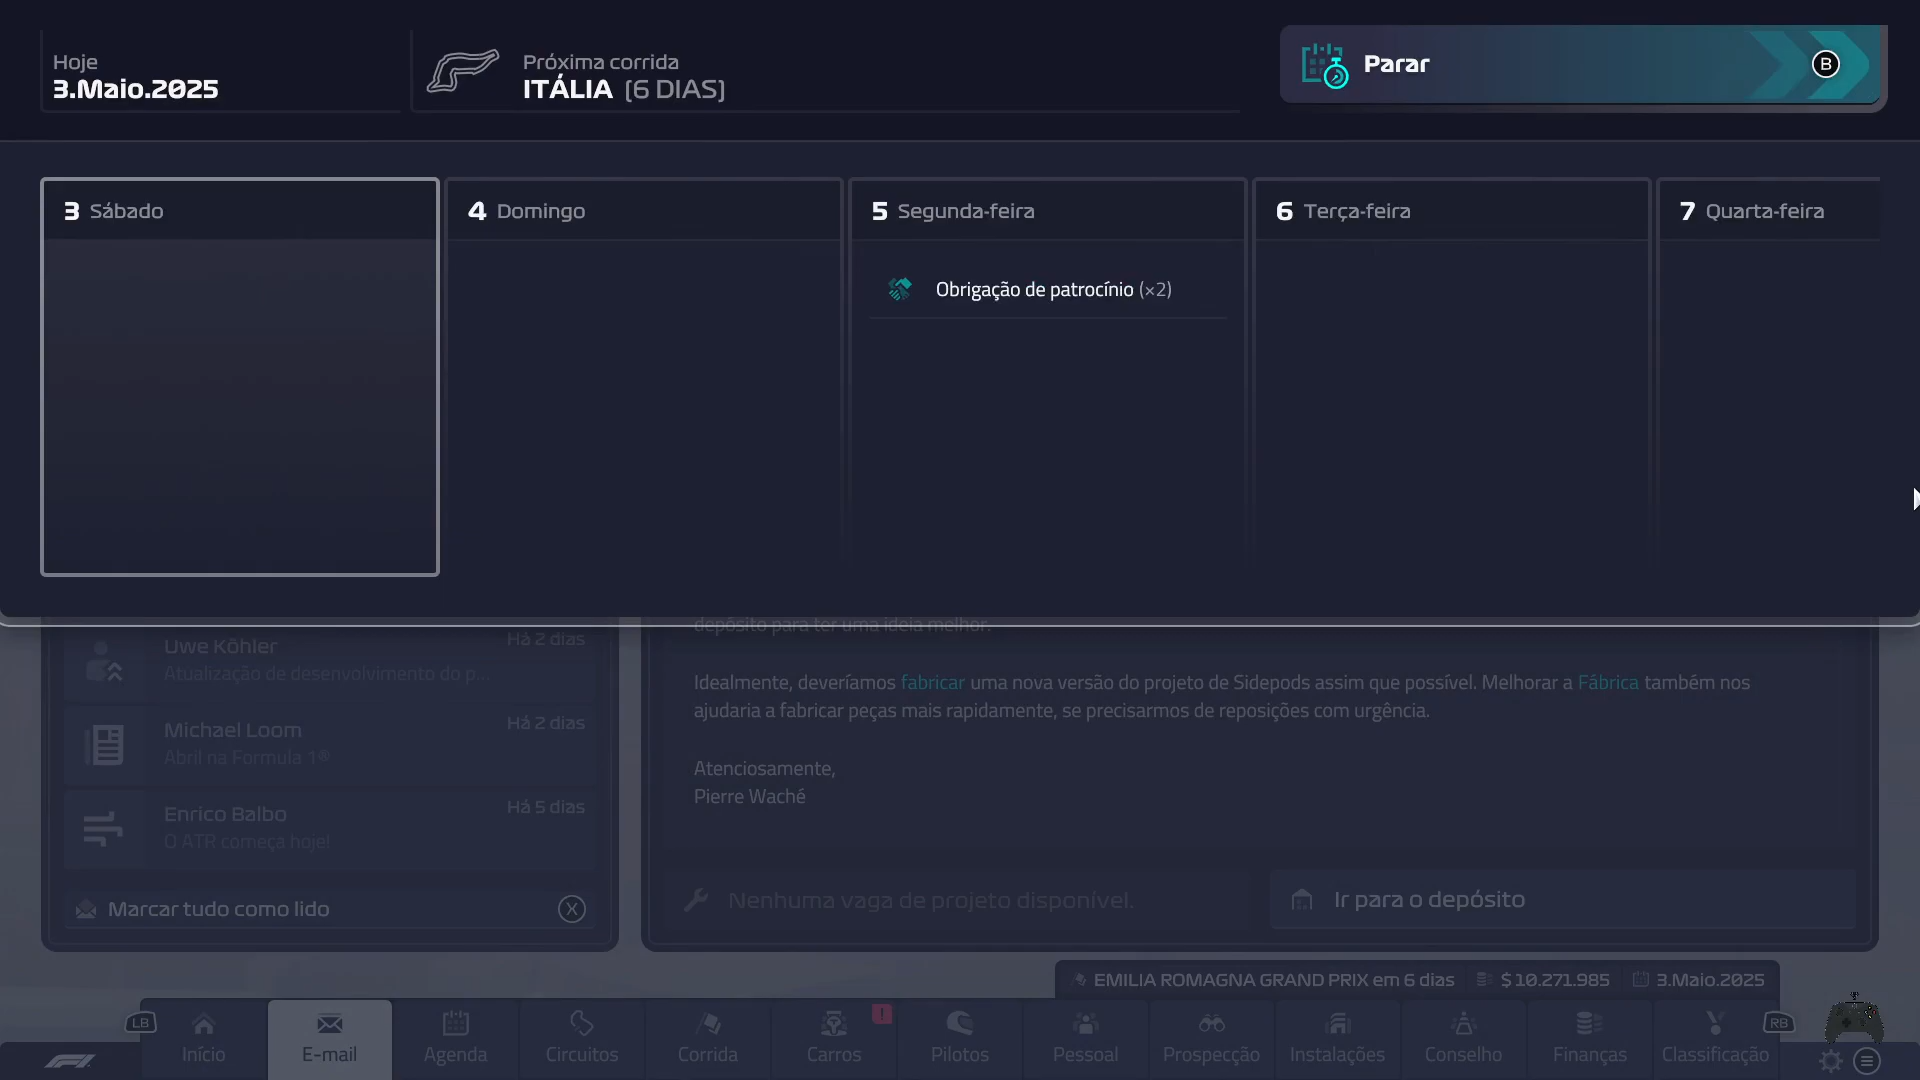 Hoje
3.Maio.2025
Próxima corrida
ITÁLIA [6 DIAS]
Parar
B
3 Sábado
4 Domingo
5 Segunda-feira
6 Terça-feira
7 Quarta-feira
Obrigação de patrocínio (×2)
depósito para ter uma ideia melhor.
Uwe Köhler
Há 2 dias
Atualização de desenvolvimento do p...
Michael Loom
Há 2 dias
Abril na Formula 1®
Enrico Balbo
Há 5 dias
O ATR começa hoje!
Marcar tudo como lido
X
Idealmente, deveríamos fabricar uma nova versão do projeto de Sidepods assim que possível. Melhorar a Fábrica também nos
ajudaria a fabricar peças mais rapidamente, se precisarmos de reposições com urgência.
Atenciosamente,
Pierre Waché
Nenhuma vaga de projeto disponível.
Ir para o depósito
EMILIA ROMAGNA GRAND PRIX em 6 dias
$ 10.271.985
3.Maio.2025
LB
Início
E-mail
Agenda
Circuitos
Corrida
!
Carros
Pilotos
Pessoal
Prospecção
Instalações
Conselho
Finanças
Classificação
RB